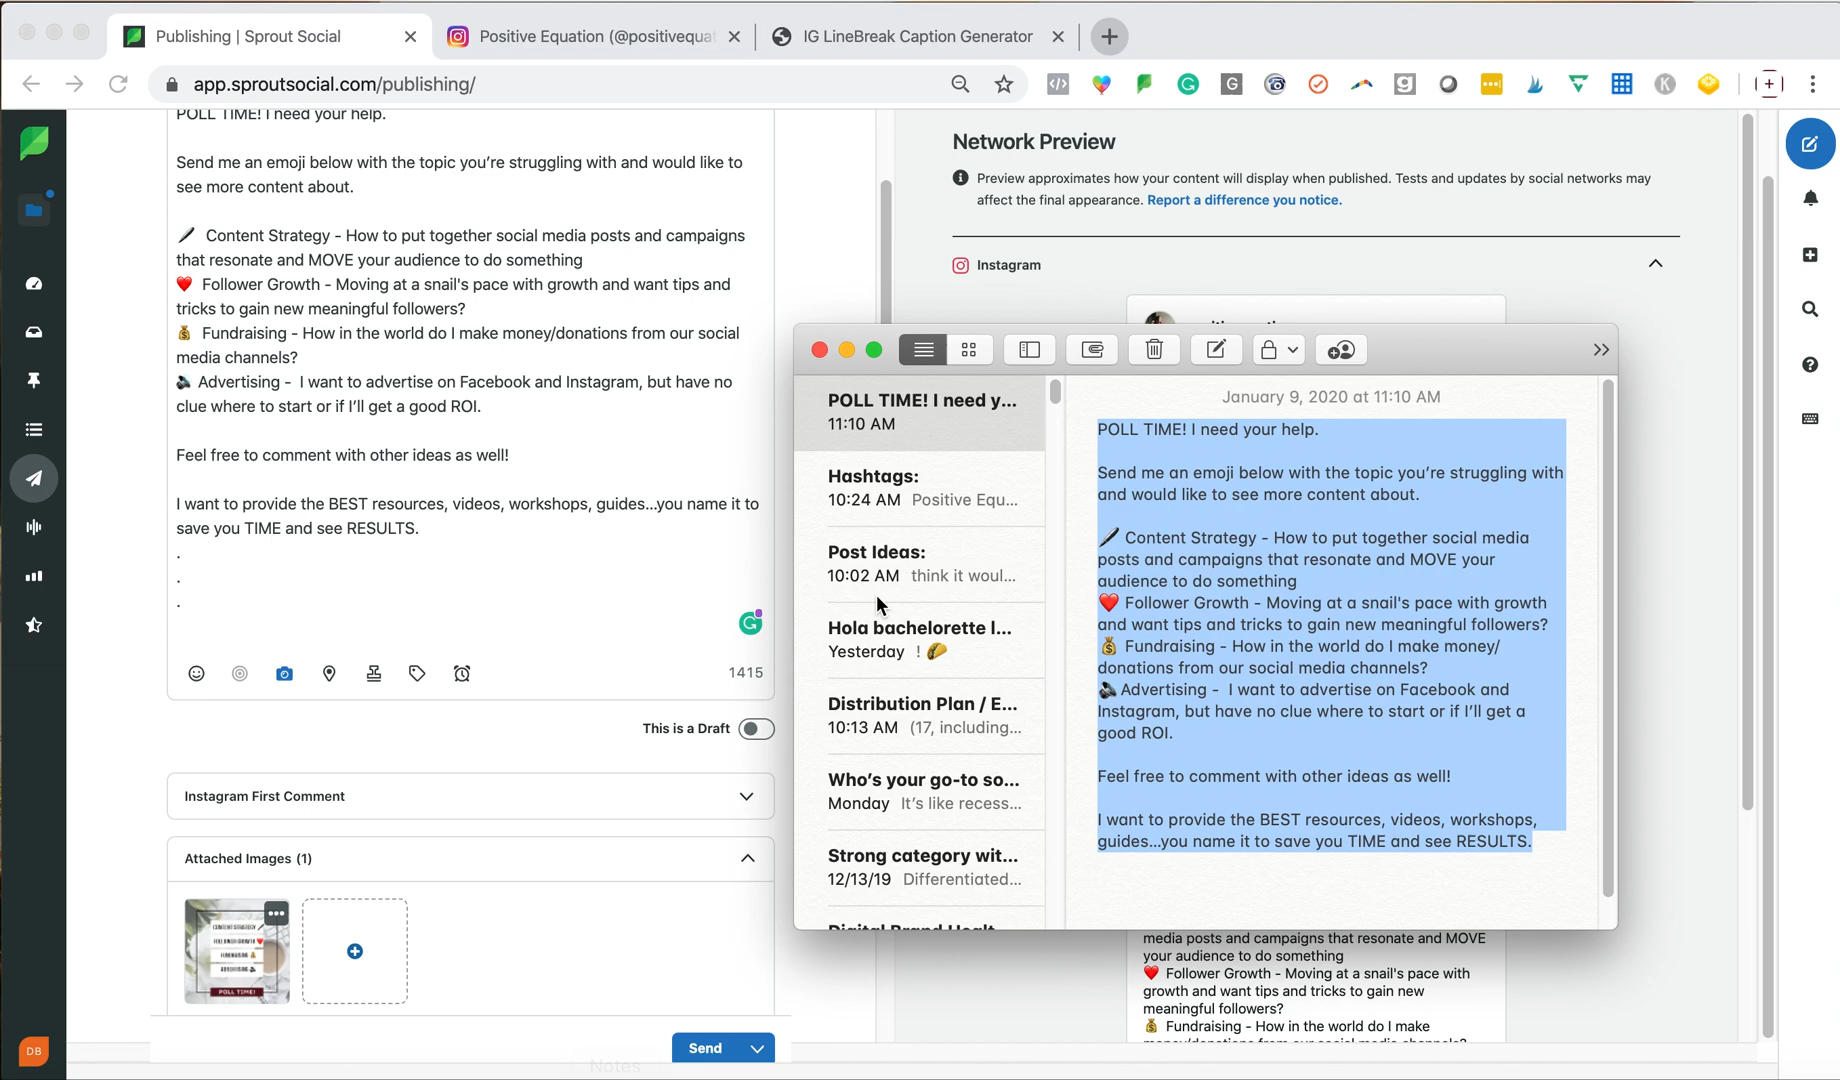 Publishing | Sprout Social
Positive Equation (@positivequat
IG LineBreak Caption Generator
app.sproutsocial.com/publishing/
POLL TIME! I need your help.
Send me an emoji below with the topic you're struggling with and would like to
see more content about.
🖊 Content Strategy - How to put together social media posts and campaigns
that resonate and MOVE your audience to do something
❤️ Follower Growth - Moving at a snail's pace with growth and want tips and
tricks to gain new meaningful followers?
💰 Fundraising - How in the world do I make money/donations from our social
media channels?
🔈 Advertising - I want to advertise on Facebook and Instagram, but have no
clue where to start or if I'll get a good ROI.
Feel free to comment with other ideas as well!
I want to provide the BEST resources, videos, workshops, guides...you name it to
save you TIME and see RESULTS.
.
.
.
1415
This is a Draft
Instagram First Comment
Attached Images (1)
CONTENT STRATEGY
FOLLOWER GROWTH
FUNDRAISING
ADVERTISING
POLL TIME!
Send
Notes
DB
Network Preview
Preview approximates how your content will display when published. Tests and updates by social networks may
affect the final appearance. Report a difference you notice.
Instagram
POLL TIME! I need y...
11:10 AM
Hashtags:
10:24 AM Positive Equ...
Post Ideas:
10:02 AM think it woul...
Hola bachelorette l...
Yesterday ! 🌮
Distribution Plan / E...
10:13 AM (17, including...
Who's your go-to so...
Monday It's like recess...
Strong category wit...
12/13/19 Differentiated...
January 9, 2020 at 11:10 AM
POLL TIME! I need your help.
Send me an emoji below with the topic you're struggling with
and would like to see more content about.
🖊 Content Strategy - How to put together social media
posts and campaigns that resonate and MOVE your
audience to do something
❤️ Follower Growth - Moving at a snail's pace with growth
and want tips and tricks to gain new meaningful followers?
💰 Fundraising - How in the world do I make money/
donations from our social media channels?
🔈 Advertising - I want to advertise on Facebook and
Instagram, but have no clue where to start or if I'll get a
good ROI.
Feel free to comment with other ideas as well!
I want to provide the BEST resources, videos, workshops,
guides...you name it to save you TIME and see RESULTS.
media posts and campaigns that resonate and MOVE
your audience to do something
❤️ Follower Growth - Moving at a snail's pace with
growth and want tips and tricks to gain new
meaningful followers?
💰 Fundraising - How in the world do I make